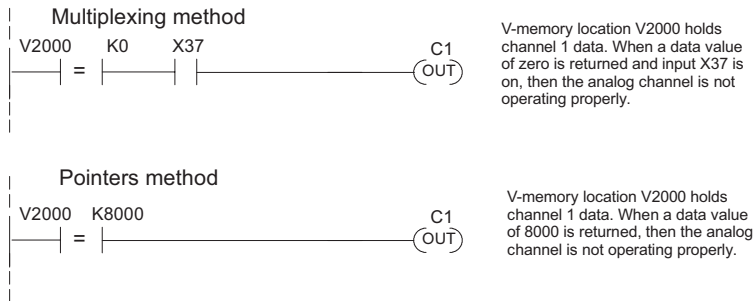 Multiplexing method
V2000 K0 X37 C1
= OUT
V-memory location V2000 holds
channel 1 data. When a data value
of zero is returned and input X37 is
on, then the analog channel is not
operating properly.
Pointers method
V2000 K8000 C1
= OUT
V-memory location V2000 holds
channel 1 data. When a data value
of 8000 is returned, then the analog
channel is not operating properly.